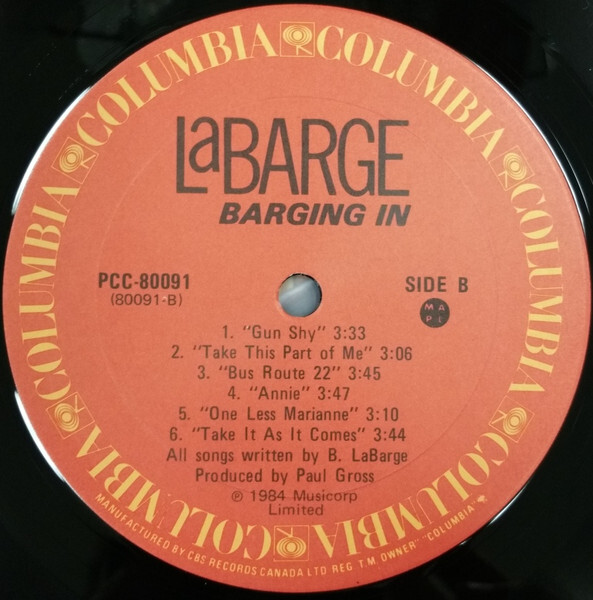 COLUMBIA COLUMBIA COLUMBIA COLUMBIA COLUMBIA COLUMBIA
LaBARGE
BARGING IN
PCC-80091
(80091-B)
SIDE B
M A
P L
1. "Gun Shy" 3:33
2. "Take This Part of Me" 3:06
3. "Bus Route 22" 3:45
4. "Annie" 3:47
5. "One Less Marianne" 3:10
6. "Take It As It Comes" 3:44
All songs written by B. LaBarge
Produced by Paul Gross
℗ 1984 Musicorp
Limited
MANUFACTURED BY CBS RECORDS CANADA LTD REG T.M. OWNER "COLUMBIA"